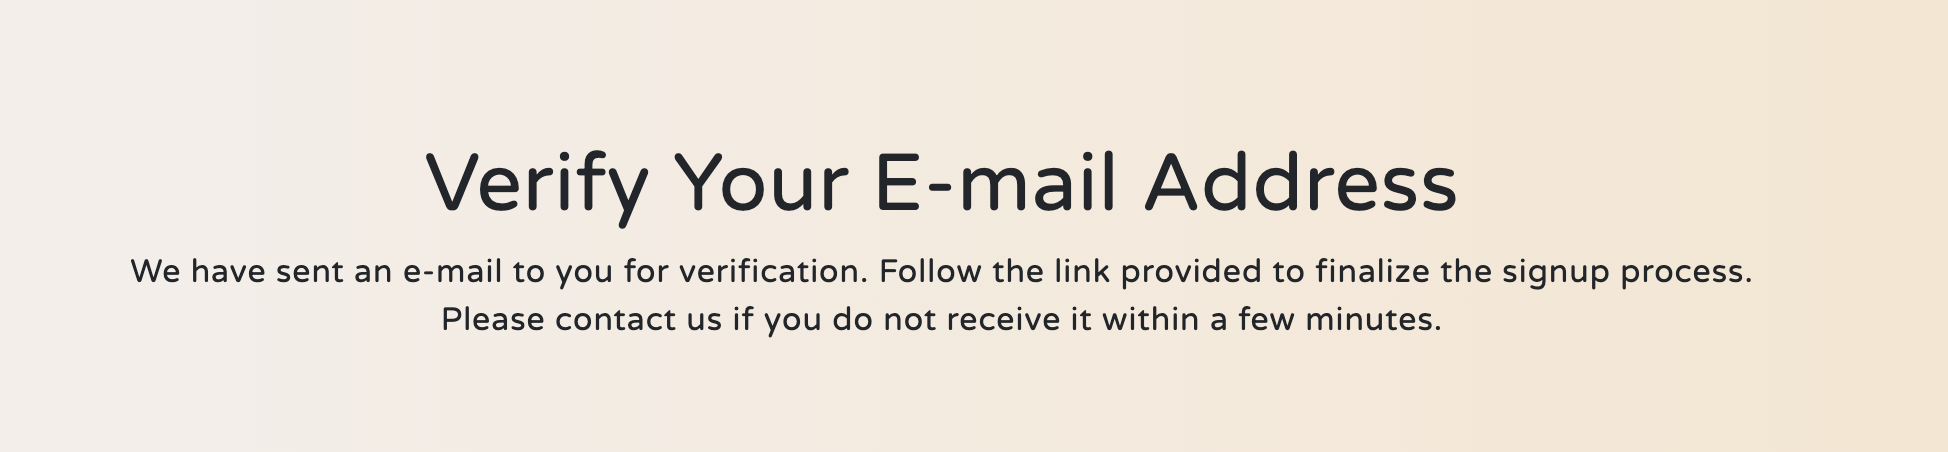 Verify Your E-mail Address
We have sent an e-mail to you for verification. Follow the link provided to finalize the signup process.
Please contact us if you do not receive it within a few minutes.